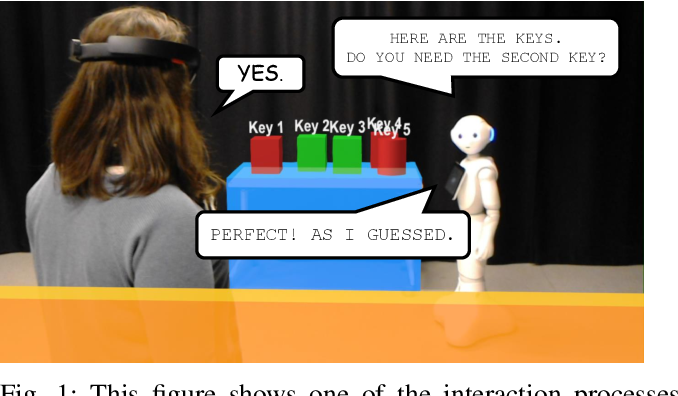 HERE ARE THE KEYS.
DO YOU NEED THE SECOND KEY?
YES.
Key 1 Key 2 Key 3 Key 4 Key 5
PERFECT! AS I GUESSED.
Fig. 1: This figure shows one of the interaction processes